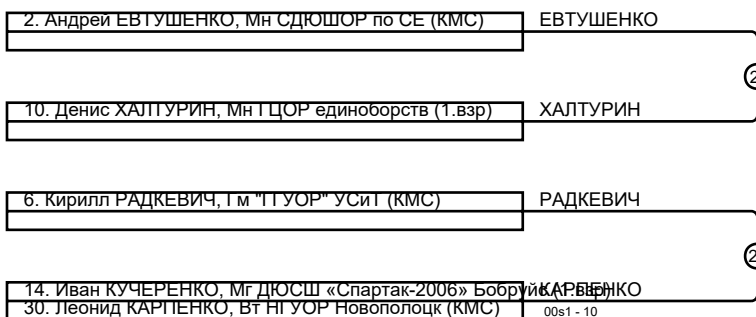 2. Андрей ЕВТУШЕНКО, Мн СДЮШОР по СЕ (КМС) ЕВТУШЕНКО
2
10. Денис ХАЛТУРИН, Мн ГЦОР единоборств (1.взр) ХАЛТУРИН
6. Кирилл РАДКЕВИЧ, Гм "ГГУОР" УСиТ (КМС) РАДКЕВИЧ
2
14. Иван КУЧЕРЕНКО, Мг ДЮСШ «Спартак-2006» Бобруйск (1.взр) КАРПЕНКО
30. Леонид КАРПЕНКО, Вт НГУОР Новополоцк (КМС) 00s1 - 10